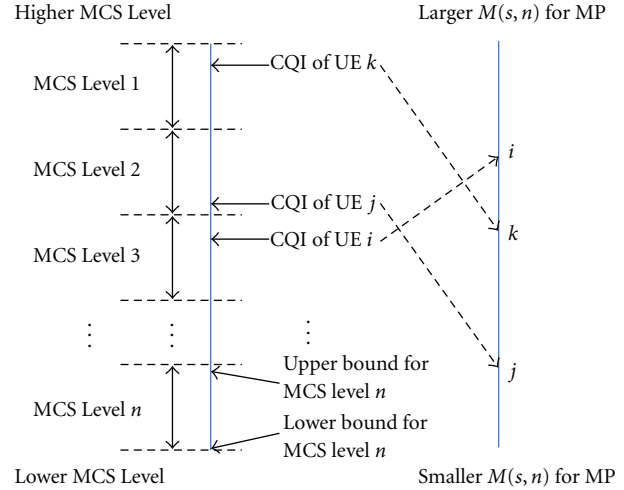 Higher MCS Level
Larger M(s, n) for MP
MCS Level 1
CQI of UE k
MCS Level 2
i
CQI of UE j
k
CQI of UE i
MCS Level 3
⋮ ⋮ ⋮
Upper bound for
MCS level n
j
MCS Level n
Lower bound for
MCS level n
Lower MCS Level
Smaller M(s, n) for MP